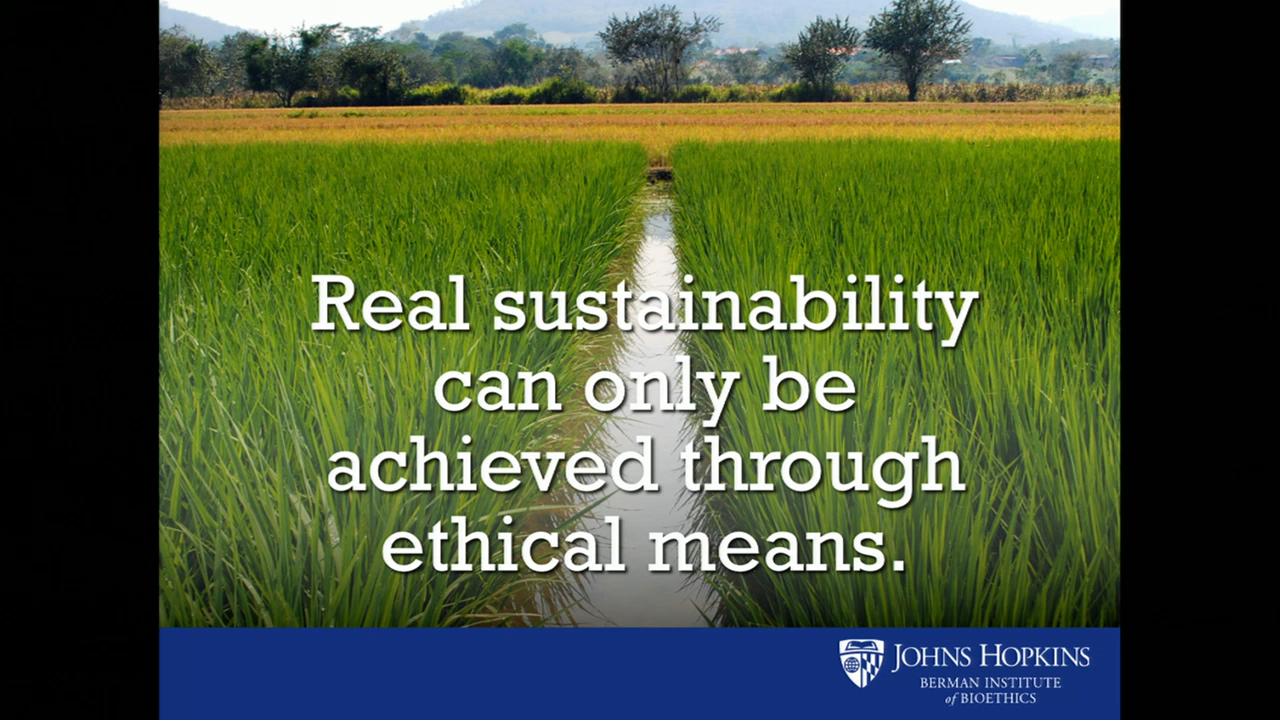 Real sustainability
can only be
achieved through
ethical means.
JOHNS HOPKINS
BERMAN INSTITUTE
of BIOETHICS